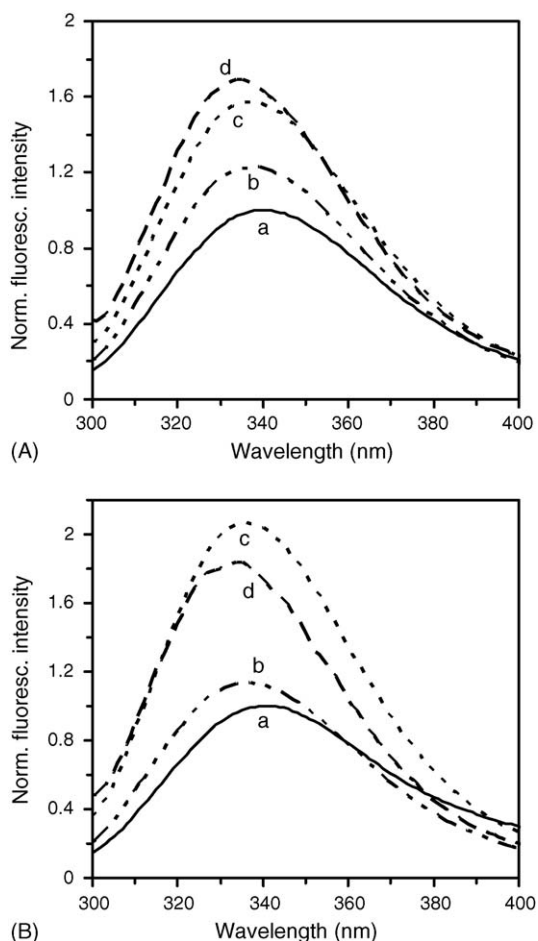 2
1.6
1.2
0.8
0.4
0
Norm. fluoresc. intensity
d
c
b
a
300 320 340 360 380 400
(A) Wavelength (nm)
2
1.6
1.2
0.8
0.4
0
Norm. fluoresc. intensity
c
d
b
a
300 320 340 360 380 400
(B) Wavelength (nm)